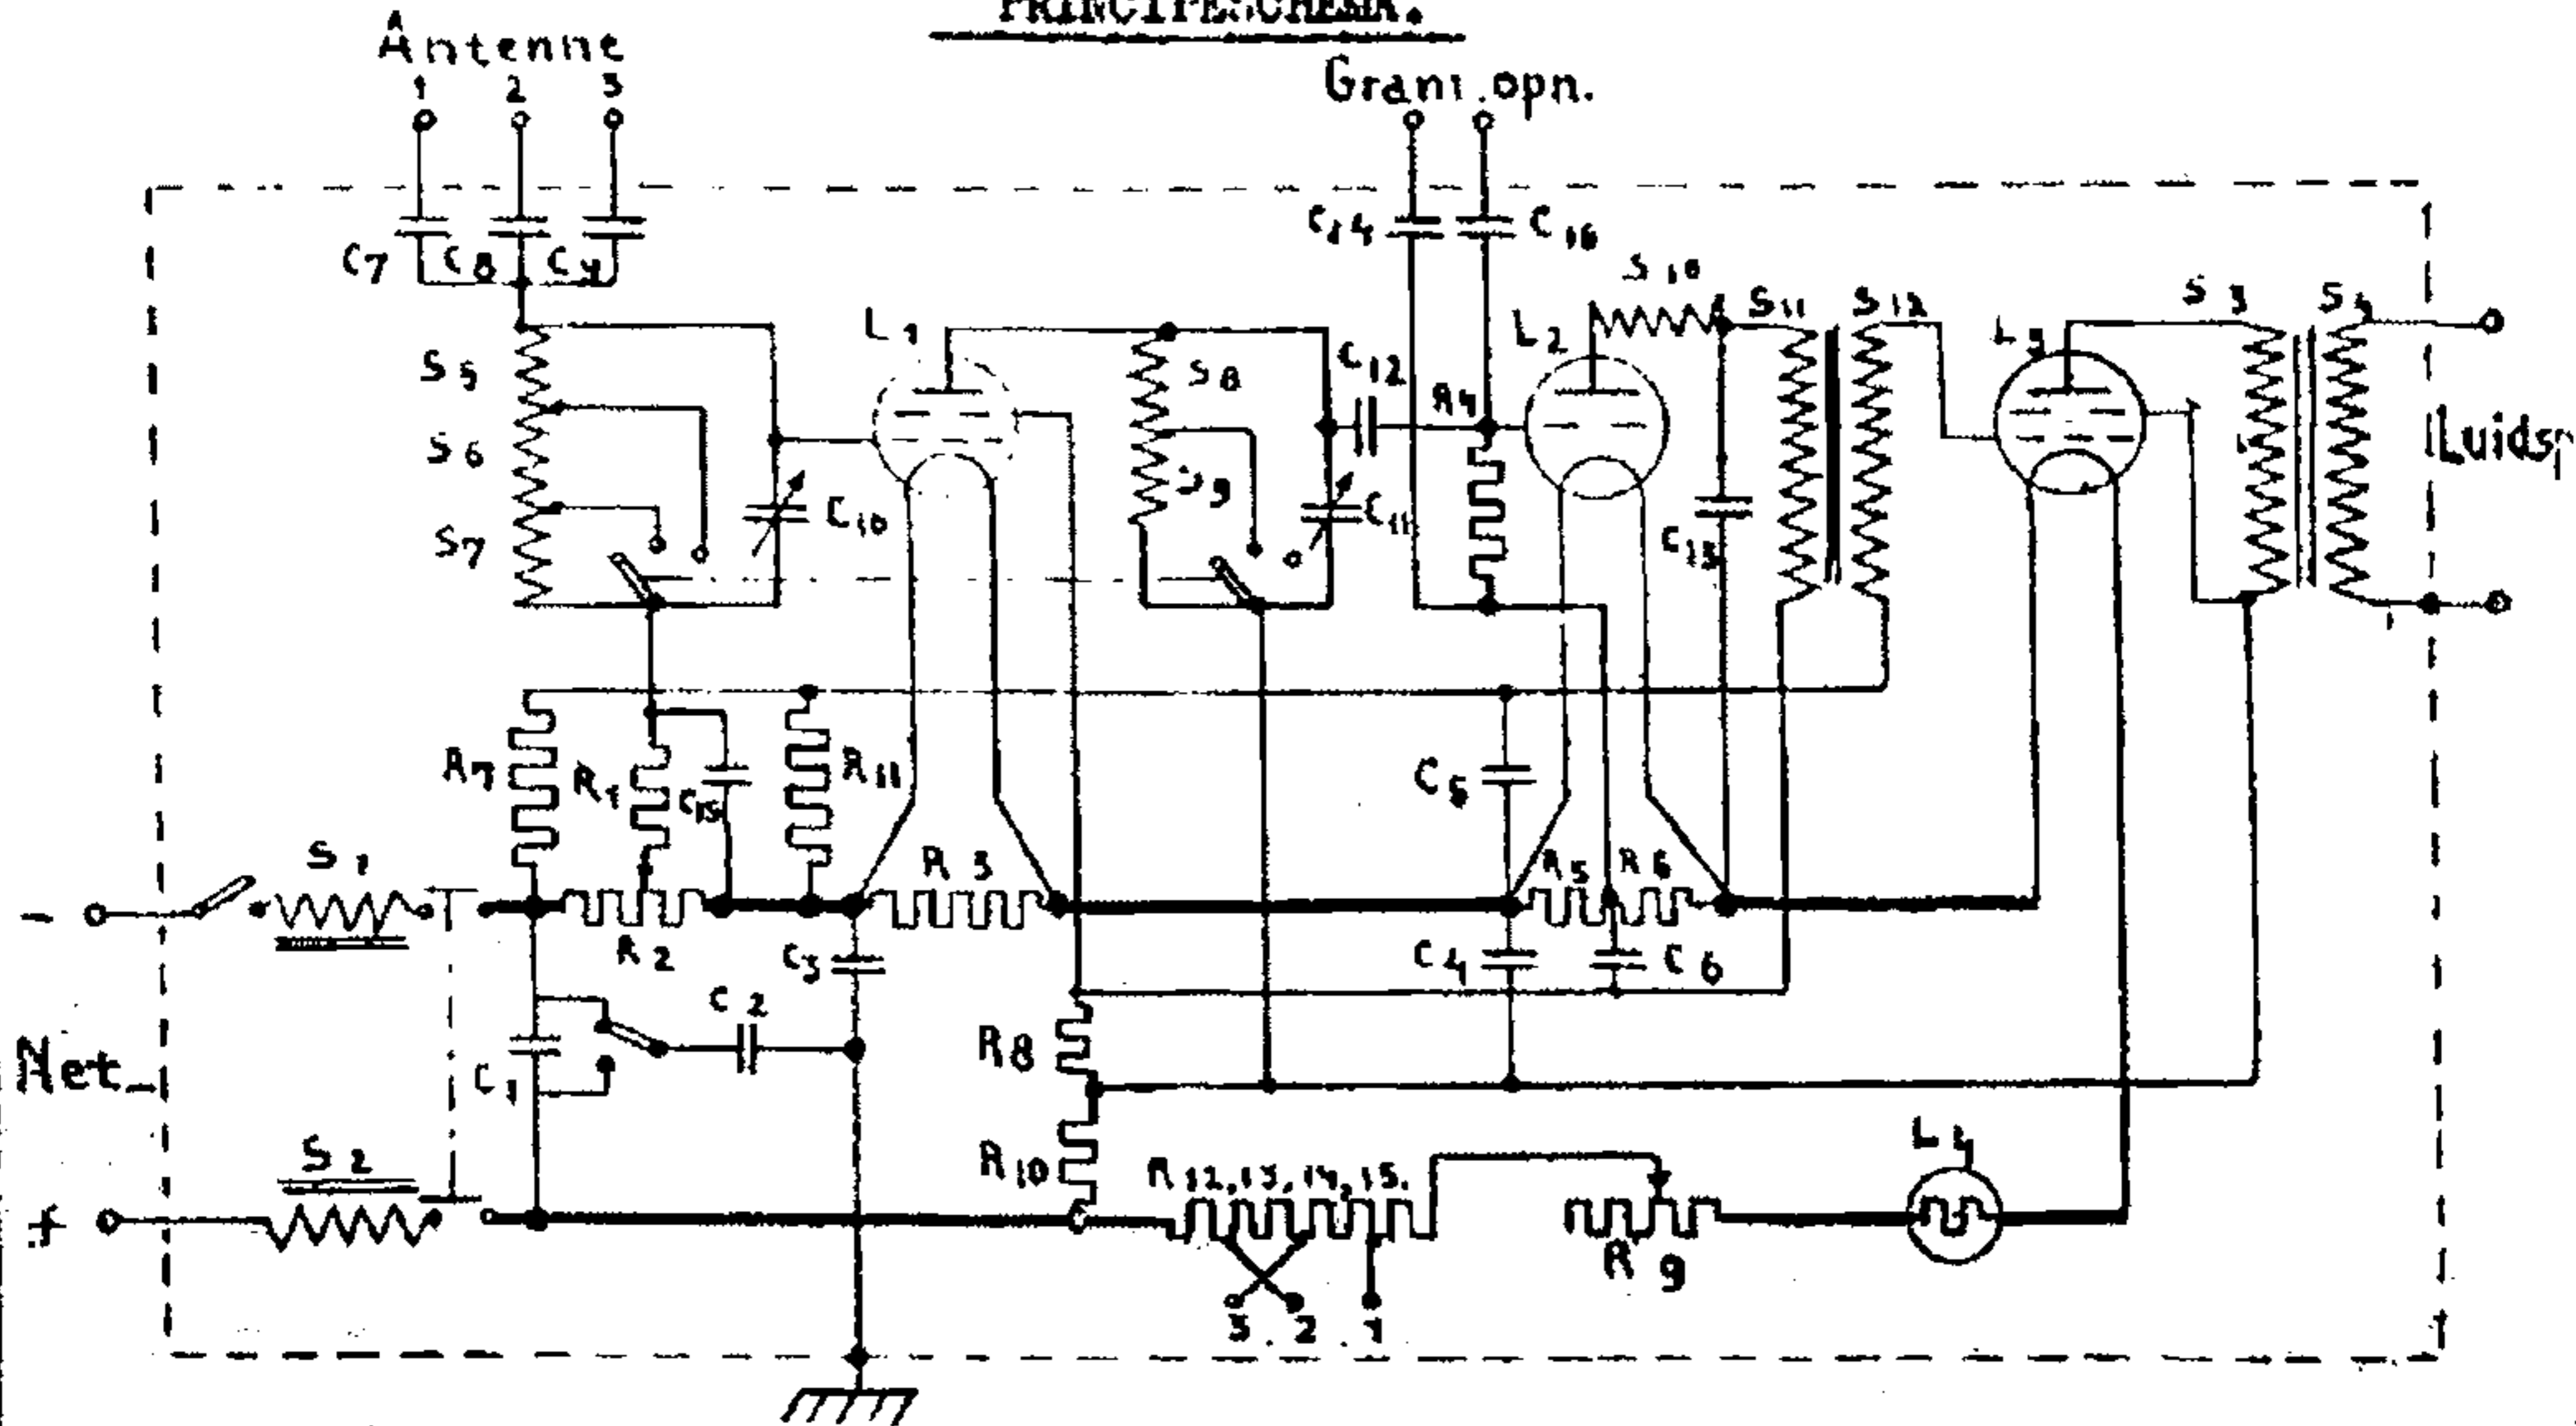 PRINCIPESCHEMA.
Antenne
1 2 3
Gram. opn.
C7 C8 C9
C14 C16
S10
S11 S12
S3 S4
L1
L2
L3
S5
S8
C12
R4
S6
S9
Luidsp
S7
C10
C11
C13
R7 R1 C15 R11
C5
S1
R3
R5 R6
-
R2
C3
C4
C6
C2
R8
Net
C1
S2
R10
R12,13,14,15.
L4
+
R9
3 . 2 . 1